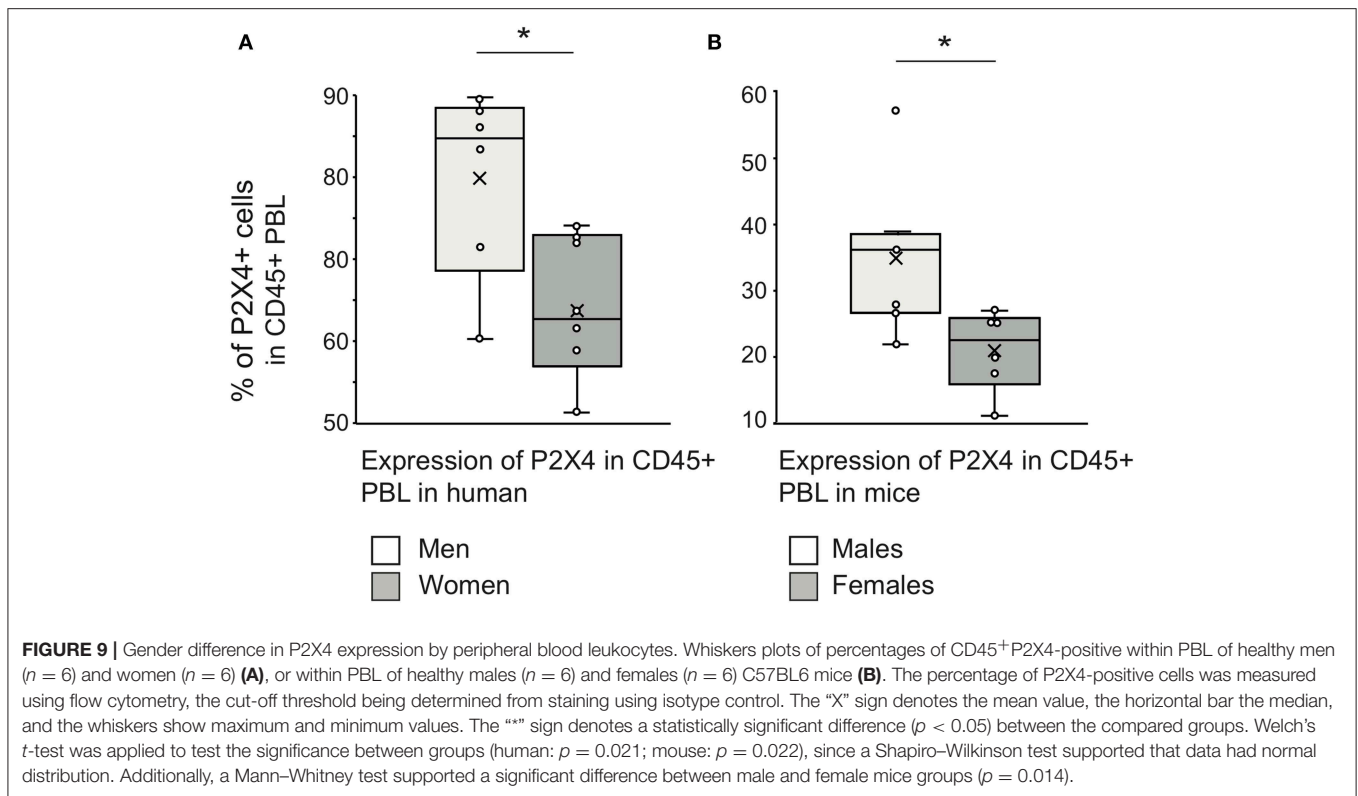 A
*
90
80
80
60
50
% of P2X4+ cells
in CD45+ PBL
Expression of P2X4 in CD45+
PBL in human
Men
Women
B
*
60
50
40
30
20
10
Expression of P2X4 in CD45+
PBL in mice
Males
Females
FIGURE 9 | Gender difference in P2X4 expression by peripheral blood leukocytes. Whiskers plots of percentages of CD45+P2X4-positive within PBL of healthy men
(n = 6) and women (n = 6) (A), or within PBL of healthy males (n = 6) and females (n = 6) C57BL6 mice (B). The percentage of P2X4-positive cells was measured
using flow cytometry, the cut-off threshold being determined from staining using isotype control. The “X” sign denotes the mean value, the horizontal bar the median,
and the whiskers show maximum and minimum values. The “*” sign denotes a statistically significant difference (p < 0.05) between the compared groups. Welch’s
t-test was applied to test the significance between groups (human: p = 0.021; mouse: p = 0.022), since a Shapiro–Wilkinson test supported that data had normal
distribution. Additionally, a Mann–Whitney test supported a significant difference between male and female mice groups (p = 0.014).